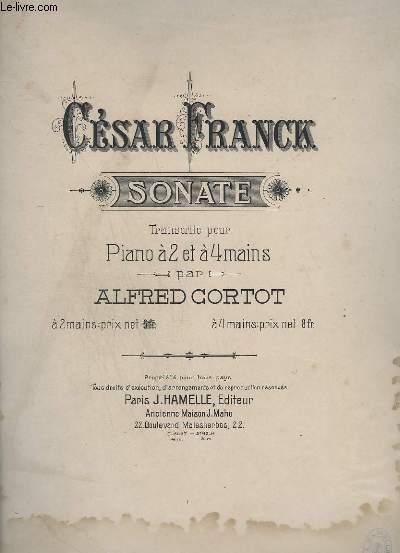 Le-Livre.com
CÉSAR FRANCK
SONATE
Transcrite pour
Piano à 2 et à 4 mains
par
ALFRED CORTOT
à 2 mains: prix net à 4 mains: prix net 8 fr.
Propriété pour tous pays
Tous droits d'exécution, d'arrangements et de reproduction réservés
Paris J. HAMELLE, Editeur
Ancienne Maison J. Maho
22. Boulevard Malesherbes, 22.